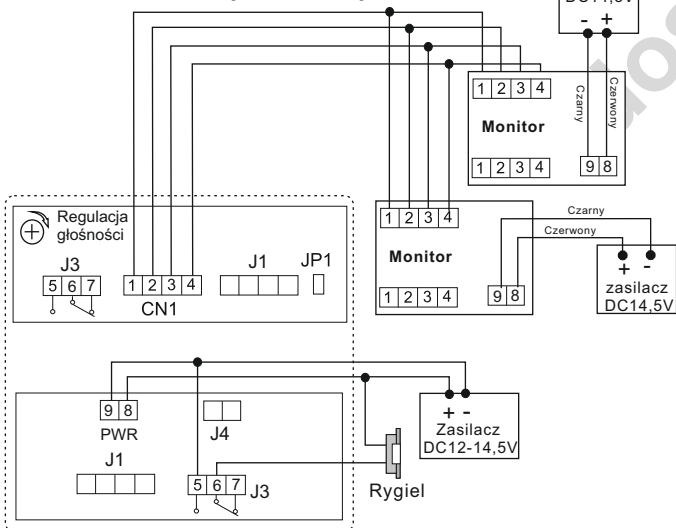 DC14,5V
- +
1 2 3 4
Czarny
Czerwony
Monitor
1 2 3 4
9 8
Regulacja
głośności
J3
5 6 7
1 2 3 4
CN1
J1
JP1
1 2 3 4
Monitor
1 2 3 4
9 8
Czarny
Czerwony
+ -
zasilacz
DC14,5V
9 8
PWR
J4
J1
5 6 7
J3
Rygiel
+ -
Zasilacz
DC12-14,5V